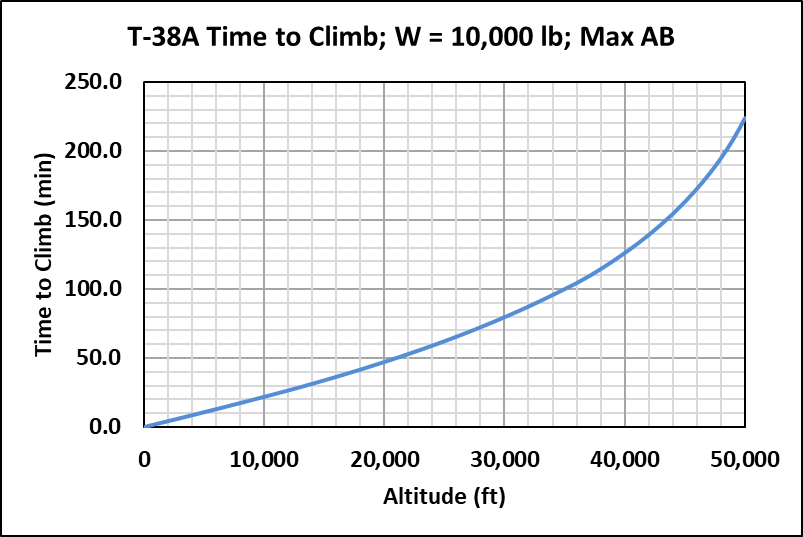 T-38A Time to Climb; W = 10,000 lb; Max AB
250.0
200.0
150.0
100.0
50.0
0.0
Time to Climb (min)
0 10,000 20,000 30,000 40,000 50,000
Altitude (ft)